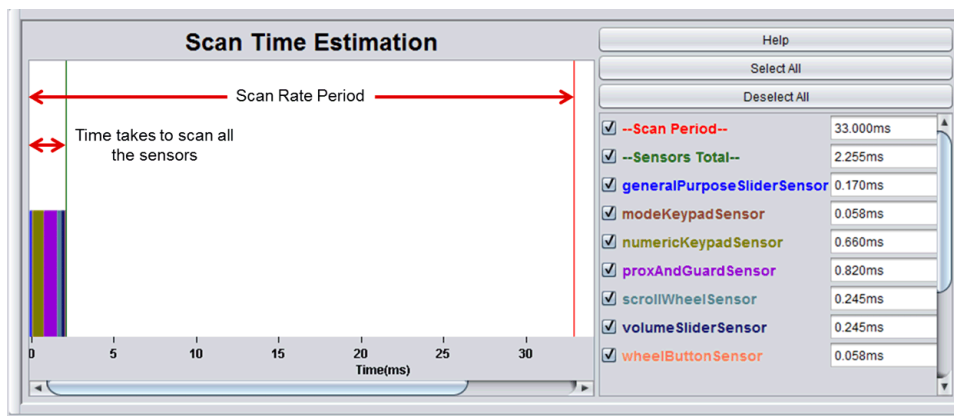 Scan Time Estimation
Scan Rate Period
Time takes to scan all
the sensors
0 5 10 15 20 25 30
Time(ms)
Help
Select All
Deselect All
--Scan Period-- 33.000ms
--Sensors Total-- 2.255ms
generalPurposeSliderSensor 0.170ms
modeKeypadSensor 0.058ms
numericKeypadSensor 0.660ms
proxAndGuardSensor 0.820ms
scrollWheelSensor 0.245ms
volumeSliderSensor 0.245ms
wheelButtonSensor 0.058ms